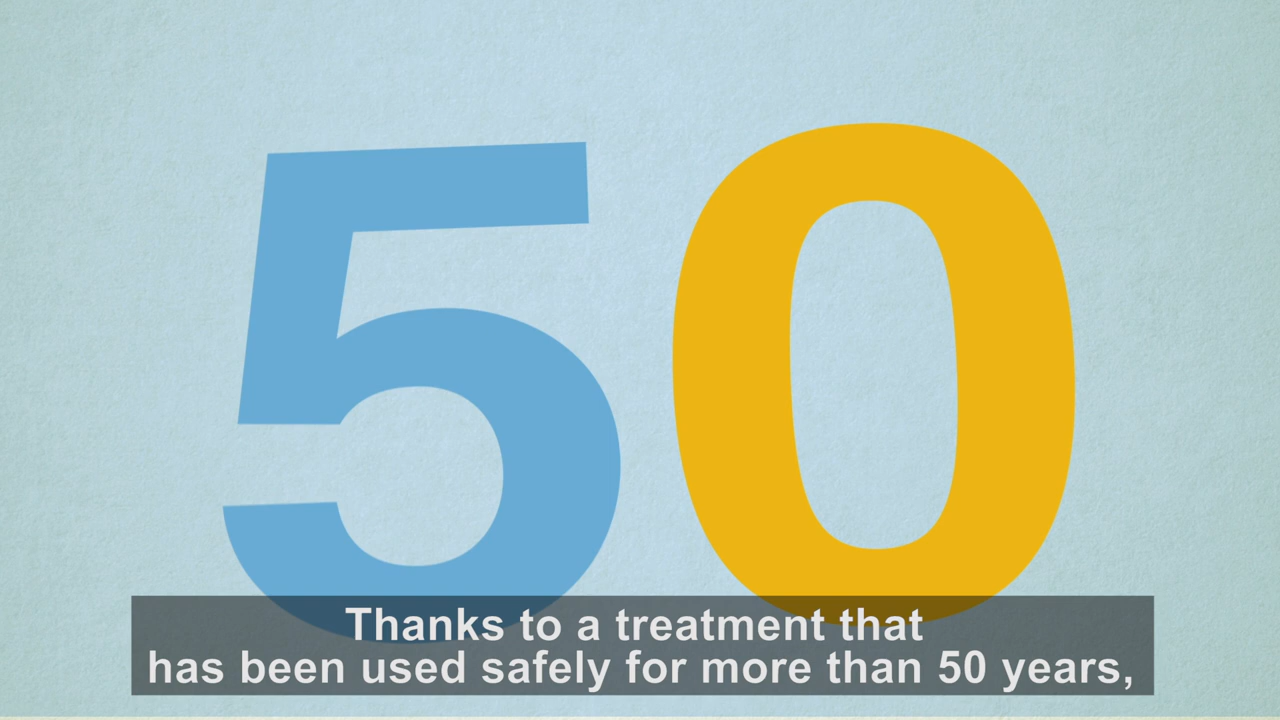 50
Thanks to a treatment that
has been used safely for more than 50 years,